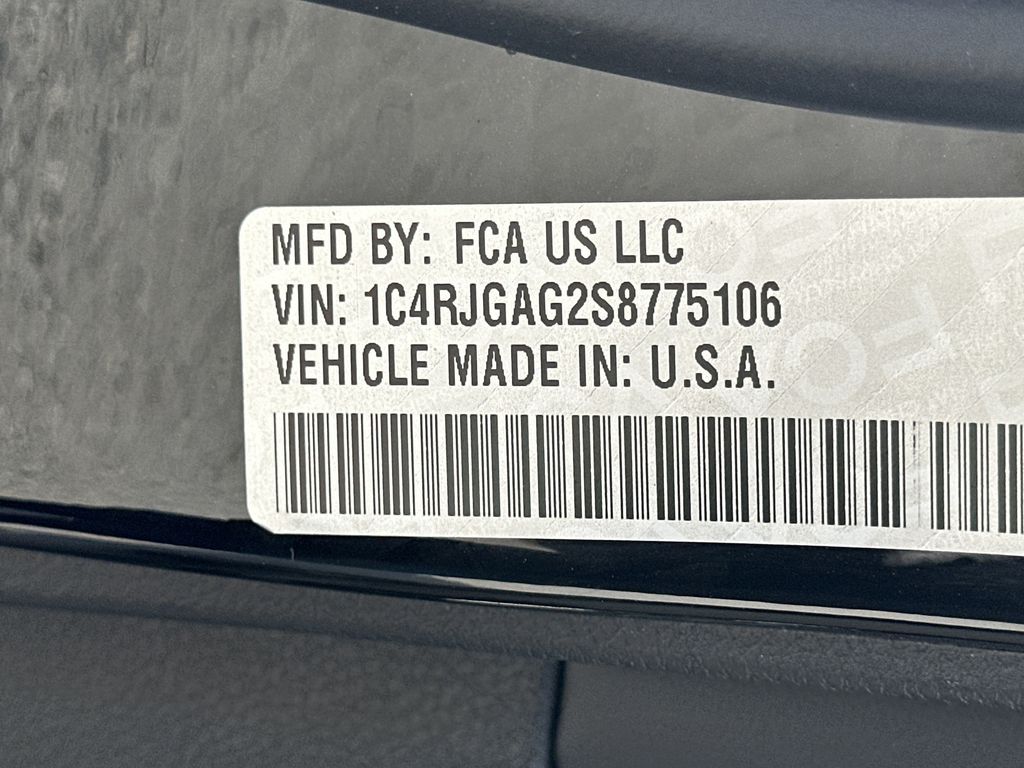 MFD BY: FCA US LLC
VIN: 1C4RJGAG2S8775106
VEHICLE MADE IN: U.S.A.